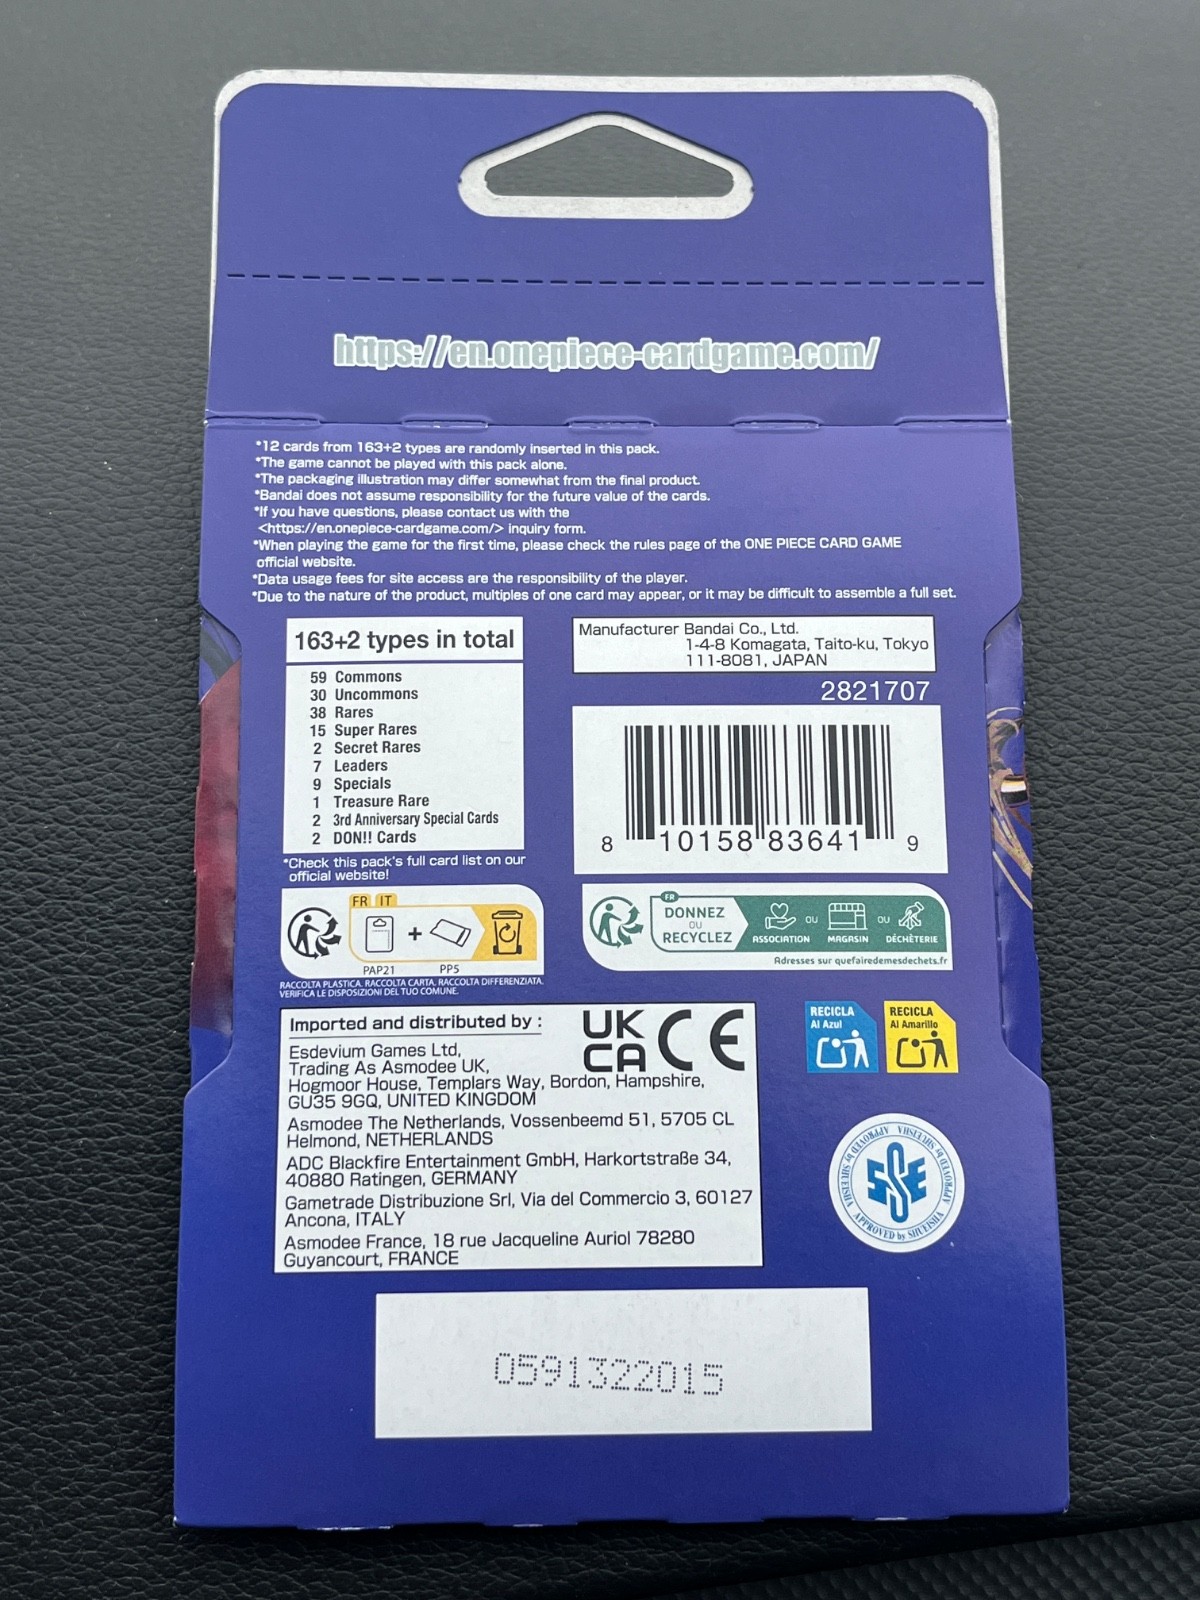 https://en.onepiece-cardgame.com/
*12 cards from 163+2 types are randomly inserted in this pack.
*The game cannot be played with this pack alone.
*The packaging illustration may differ somewhat from the final product.
*Bandai does not assume responsibility for the future value of the cards.
*If you have questions, please contact us with the
<https://en.onepiece-cardgame.com/> inquiry form.
*When playing the game for the first time, please check the rules page of the ONE PIECE CARD GAME
official website.
*Data usage fees for site access are the responsibility of the player.
*Due to the nature of the product, multiples of one card may appear, or it may be difficult to assemble a full set.
163+2 types in total
59 Commons
30 Uncommons
38 Rares
15 Super Rares
2 Secret Rares
7 Leaders
9 Specials
1 Treasure Rare
2 3rd Anniversary Special Cards
2 DON!! Cards
*Check this pack's full card list on our
official website!
Manufacturer Bandai Co., Ltd.
1-4-8 Komagata, Taito-ku, Tokyo
111-8081, JAPAN
2821707
8 10158 83641 9
FR IT
PAP21 + PP5
RACCOLTA PLASTICA. RACCOLTA CARTA. RACCOLTA DIFFERENZIATA.
VERIFICA LE DISPOSIZIONI DEL TUO COMUNE.
FR
DONNEZ
OU
RECYCLEZ
ASSOCIATION OU MAGASIN OU DÉCHÈTERIE
Adresses sur quefairedemesdechets.fr
Imported and distributed by :
UK
CA
CE
Esdevium Games Ltd,
Trading As Asmodee UK,
Hogmoor House, Templars Way, Bordon, Hampshire,
GU35 9GQ, UNITED KINGDOM
Asmodee The Netherlands, Vossenbeemd 51, 5705 CL
Helmond, NETHERLANDS
ADC Blackfire Entertainment GmbH, Harkortstraße 34,
40880 Ratingen, GERMANY
Gametrade Distribuzione Srl, Via del Commercio 3, 60127
Ancona, ITALY
Asmodee France, 18 rue Jacqueline Auriol 78280
Guyancourt, FRANCE
RECICLA
Al Azul
RECICLA
Al Amarillo
APPROVED by SHUEISHA APPROVED by SHUEISHA APPROVED by SHUEISHA
SSE
0591322015